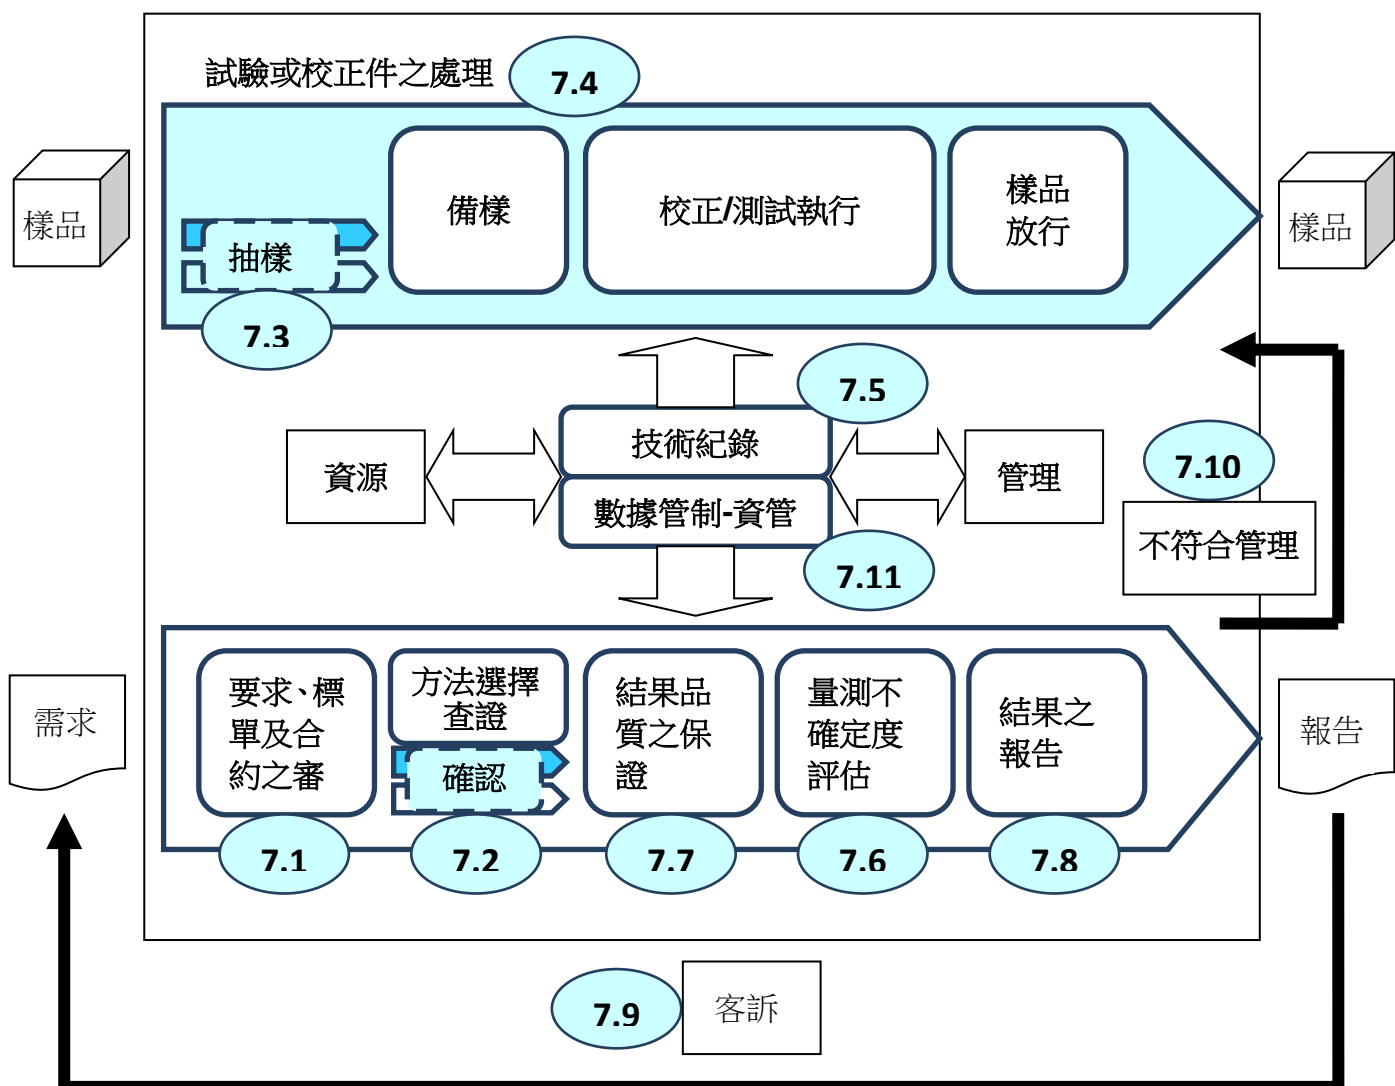 試驗或校正件之處理
7.4
樣品
備樣
校正/測試執行
樣品
放行
抽樣
7.3
樣品
7.5
技術紀錄
資源
管理
數據管制-資管
7.11
7.10
不符合管理
需求
要求、標
單及合
約之審
7.1
方法選擇
查證
確認
7.2
結果品
質之保
證
7.7
量測不
確定度
評估
7.6
結果之
報告
7.8
報告
7.9
客訴